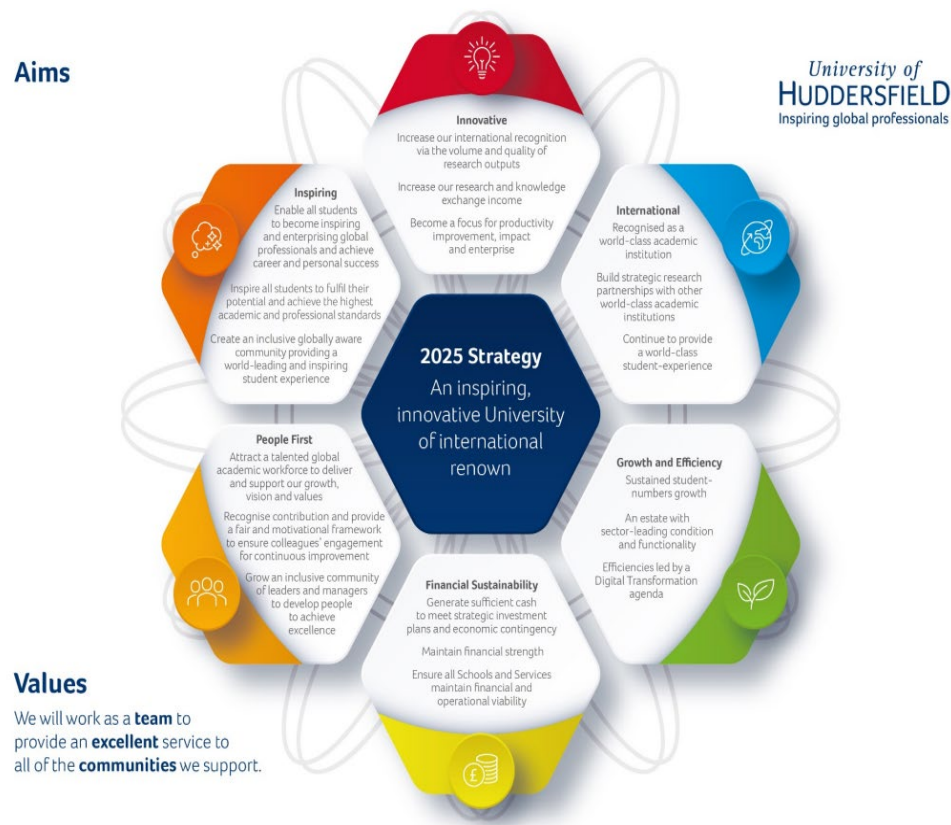 Aims
University of
HUDDERSFIELD
Inspiring global professionals
Innovative
Increase our international recognition
via the volume and quality of
research outputs
Increase our research and knowledge
exchange income
Become a focus for productivity
improvement, impact
and enterprise
Inspiring
Enable all students
to become inspiring
and enterprising global
professionals and achieve
career and personal success
Inspire all students to fulfil their
potential and achieve the highest
academic and professional standards
Create an inclusive globally aware
community providing a
world-leading and inspiring
student experience
International
Recognised as a
world-class academic
institution
Build strategic research
partnerships with other
world-class academic
institutions
Continue to provide
a world-class
student-experience
2025 Strategy
An inspiring,
innovative University
of international
renown
People First
Attract a talented global
academic workforce to deliver
and support our growth,
vision and values
Recognise contribution and provide
a fair and motivational framework
to ensure colleagues' engagement
for continuous improvement
Grow an inclusive community
of leaders and managers
to develop people
to achieve
excellence
Growth and Efficiency
Sustained student-
numbers growth
An estate with
sector-leading condition
and functionality
Efficiencies led by a
Digital Transformation
agenda
Financial Sustainability
Generate sufficient cash
to meet strategic investment
plans and economic contingency
Maintain financial strength
Ensure all Schools and Services
maintain financial and
operational viability
£
Values
We will work as a team to
provide an excellent service to
all of the communities we support.